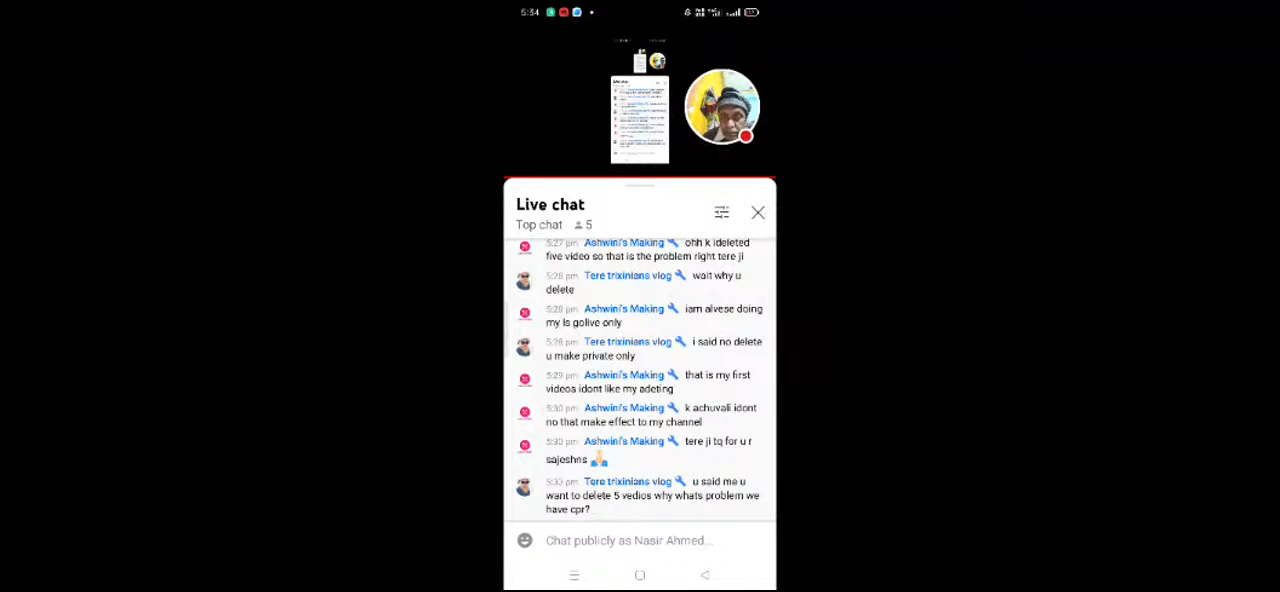 5:34
Live chat
Top chat 5
5:27 pm Ashwini's Making ohh k ideleted
five video so that is the problem right tere ji
5:28 pm Tere trixinians vlog wait why u
delete
5:28 pm Ashwini's Making iam alvese doing
my is golive only
5:28 pm Tere trixinians vlog i said no delete
u make private only
5:29 pm Ashwini's Making that is my first
videos idont like my adeting
5:30 pm Ashwini's Making k achuvali idont
no that make effect to my channel
5:30 pm Ashwini's Making tere ji tq for u r
sajeshns
5:33 pm Tere trixinians vlog u said me u
want to delete 5 vedios why whats problem we
have cpr?
Chat publicly as Nasir Ahmed...